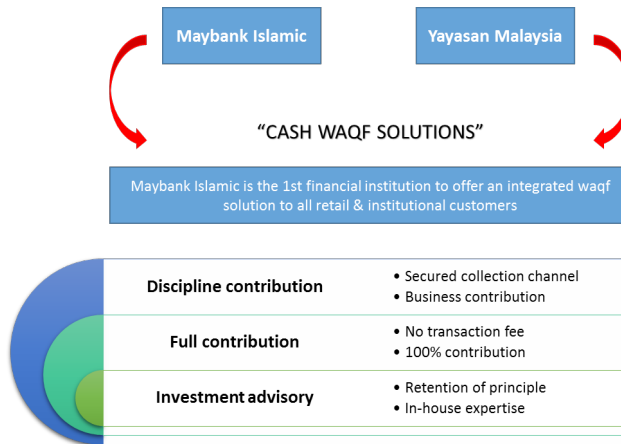 Maybank Islamic
Yayasan Malaysia
“CASH WAQF SOLUTIONS”
Maybank Islamic is the 1st financial institution to offer an integrated waqf
solution to all retail & institutional customers
Discipline contribution
• Secured collection channel
• Business contribution
Full contribution
• No transaction fee
• 100% contribution
Investment advisory
• Retention of principle
• In-house expertise